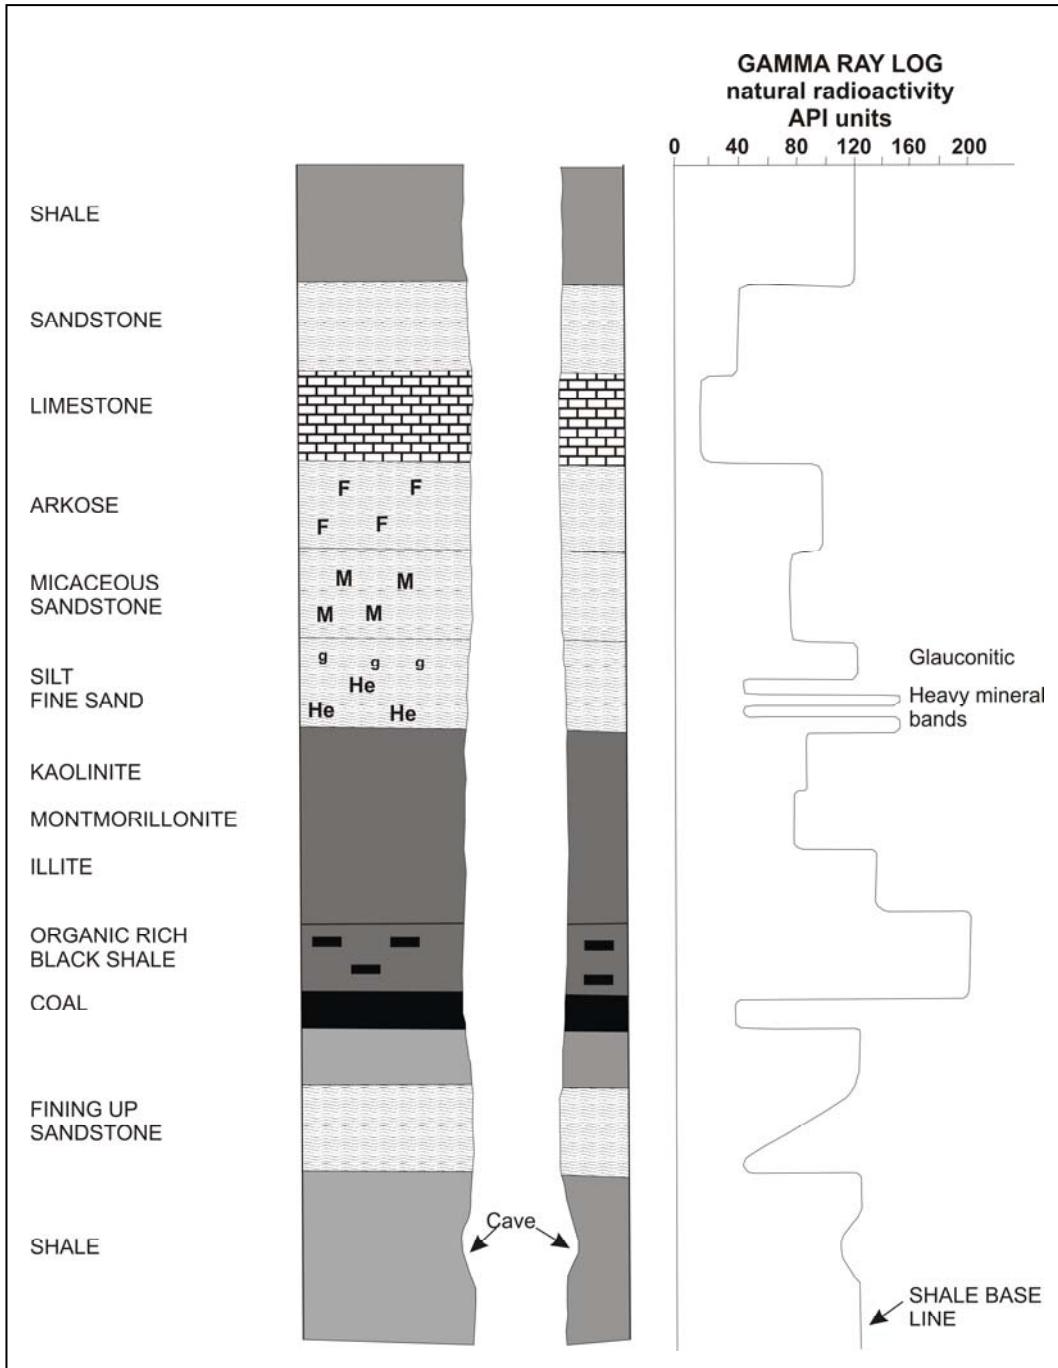 GAMMA RAY LOG
natural radioactivity
API units
0 40 80 120 160 200
SHALE
SANDSTONE
LIMESTONE
F F
ARKOSE
F F
MICACEOUS
SANDSTONE
M M
M M
g g g
SILT
FINE SAND
He
He He
Glauconitic
Heavy mineral
bands
KAOLINITE
MONTMORILLONITE
ILLITE
ORGANIC RICH
BLACK SHALE
COAL
FINING UP
SANDSTONE
Cave
SHALE
SHALE BASE
LINE